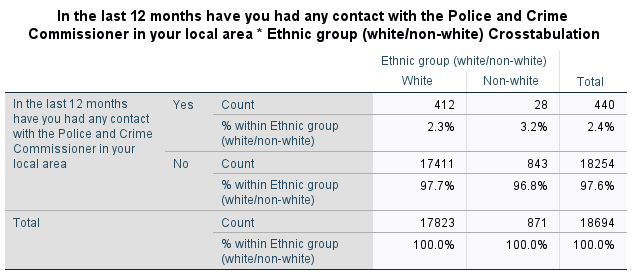 In the last 12 months have you had any contact with the Police and Crime
Commissioner in your local area * Ethnic group (white/non-white) Crosstabulation
Ethnic group (white/non-white)
White Non-white Total
In the last 12 months
have you had any contact
with the Police and Crime
Commissioner in your
local area
Yes Count 412 28 440
% within Ethnic group
(white/non-white)
2.3% 3.2% 2.4%
No Count 17411 843 18254
% within Ethnic group
(white/non-white)
97.7% 96.8% 97.6%
Total Count 17823 871 18694
% within Ethnic group
(white/non-white)
100.0% 100.0% 100.0%